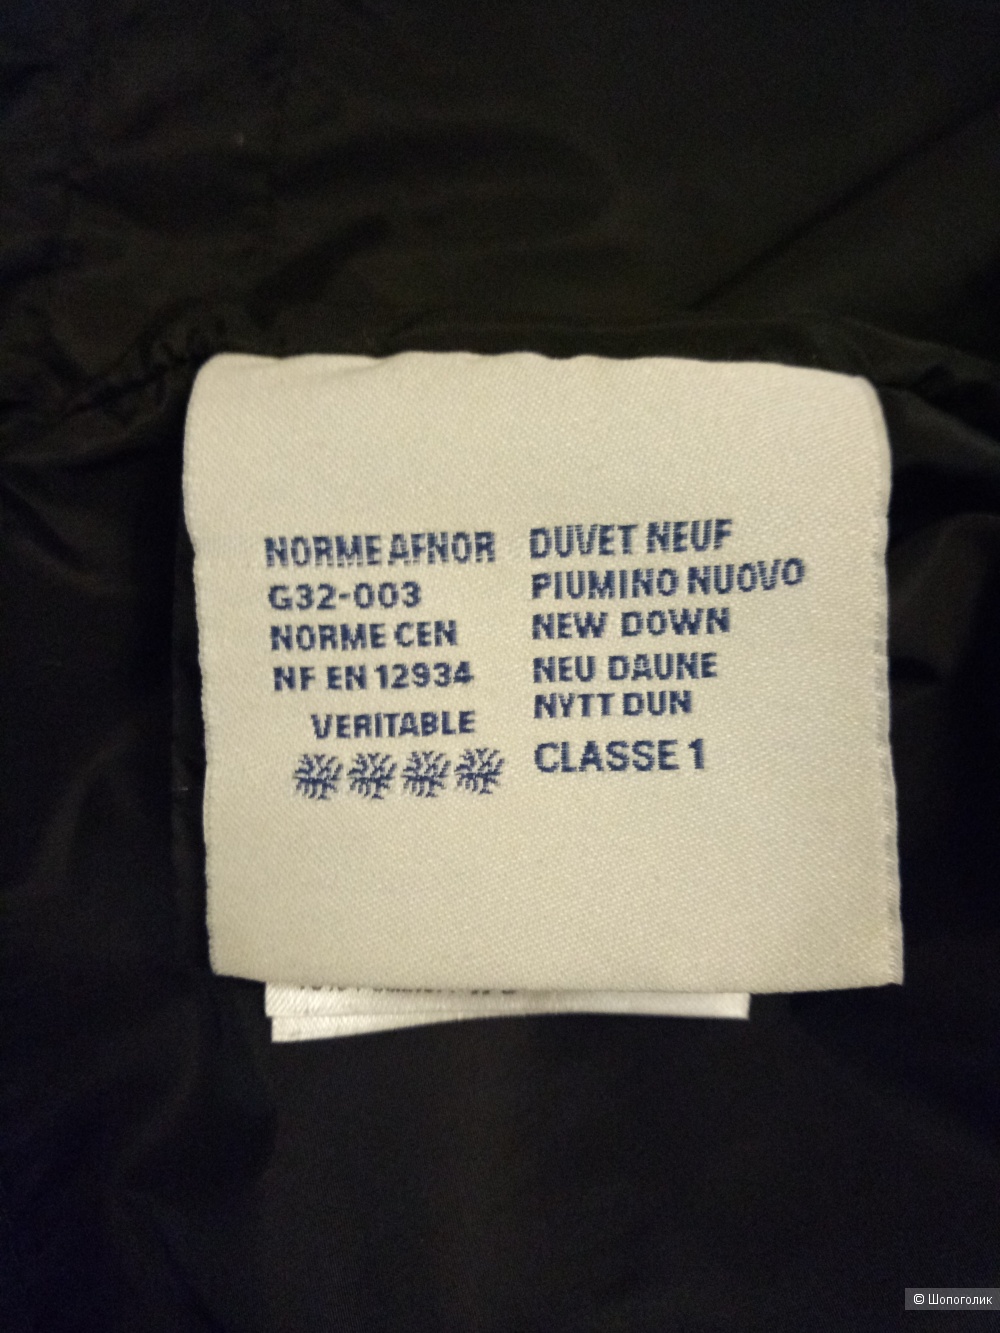 NORME AFNOR
G32-003
NORME CEN
NF EN 12934
VERITABLE
DUVET NEUF
PIUMINO NUOVO
NEW DOWN
NEU DAUNE
NYTT DUN
CLASSE 1
© Шопоголик